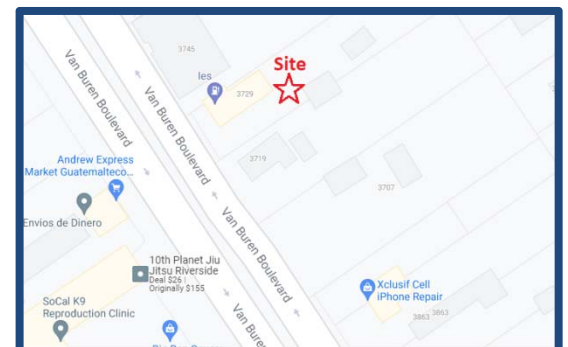 3745
Van Buren Boulevard
Site
les
3729
Van Buren Boulevard
3719
Andrew Express
Market Guatemalteco...
3707
Envios de Dinero
Van Buren Boulevard
10th Planet Jiu
Jitsu Riverside
Deal $26 |
Originally $155
Xclusif Cell
iPhone Repair
SoCal K9
Reproduction Clinic
3863
3863
Van Bure